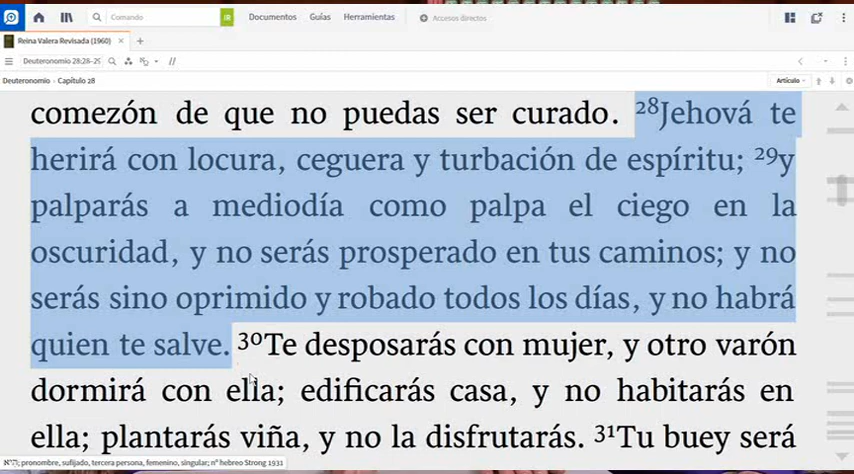 Comando
IR
Documentos Guías Herramientas Accesos directos
Reina Valera Revisada (1960)
Deuteronomio 28:28–29
Deuteronomio › Capítulo 28
Artículo
comezón de que no puedas ser curado. 28Jehová te
herirá con locura, ceguera y turbación de espíritu; 29y
palparás a mediodía como palpa el ciego en la
oscuridad, y no serás prosperado en tus caminos; y no
serás sino oprimido y robado todos los días, y no habrá
quien te salve. 30Te desposarás con mujer, y otro varón
dormirá con ella; edificarás casa, y no habitarás en
ella; plantarás viña, y no la disfrutarás. 31Tu buey será
pronombre, sufijado, tercera persona, femenino, singular; nº hebreo Strong 1931